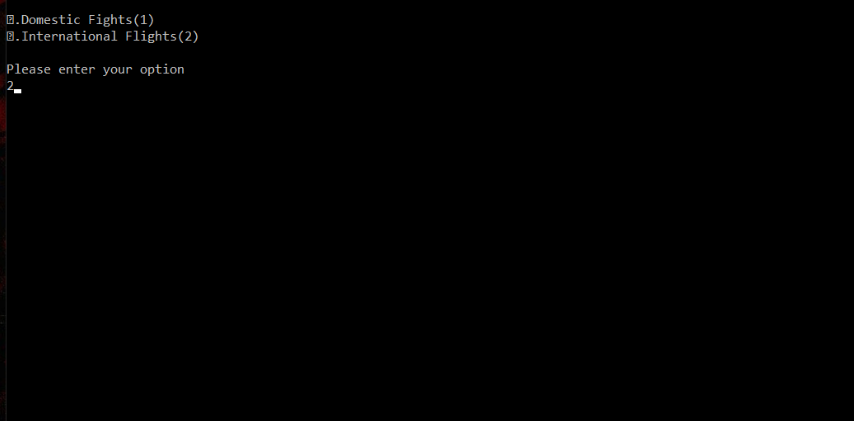 .Domestic Fights(1)
.International Flights(2)
Please enter your option
2